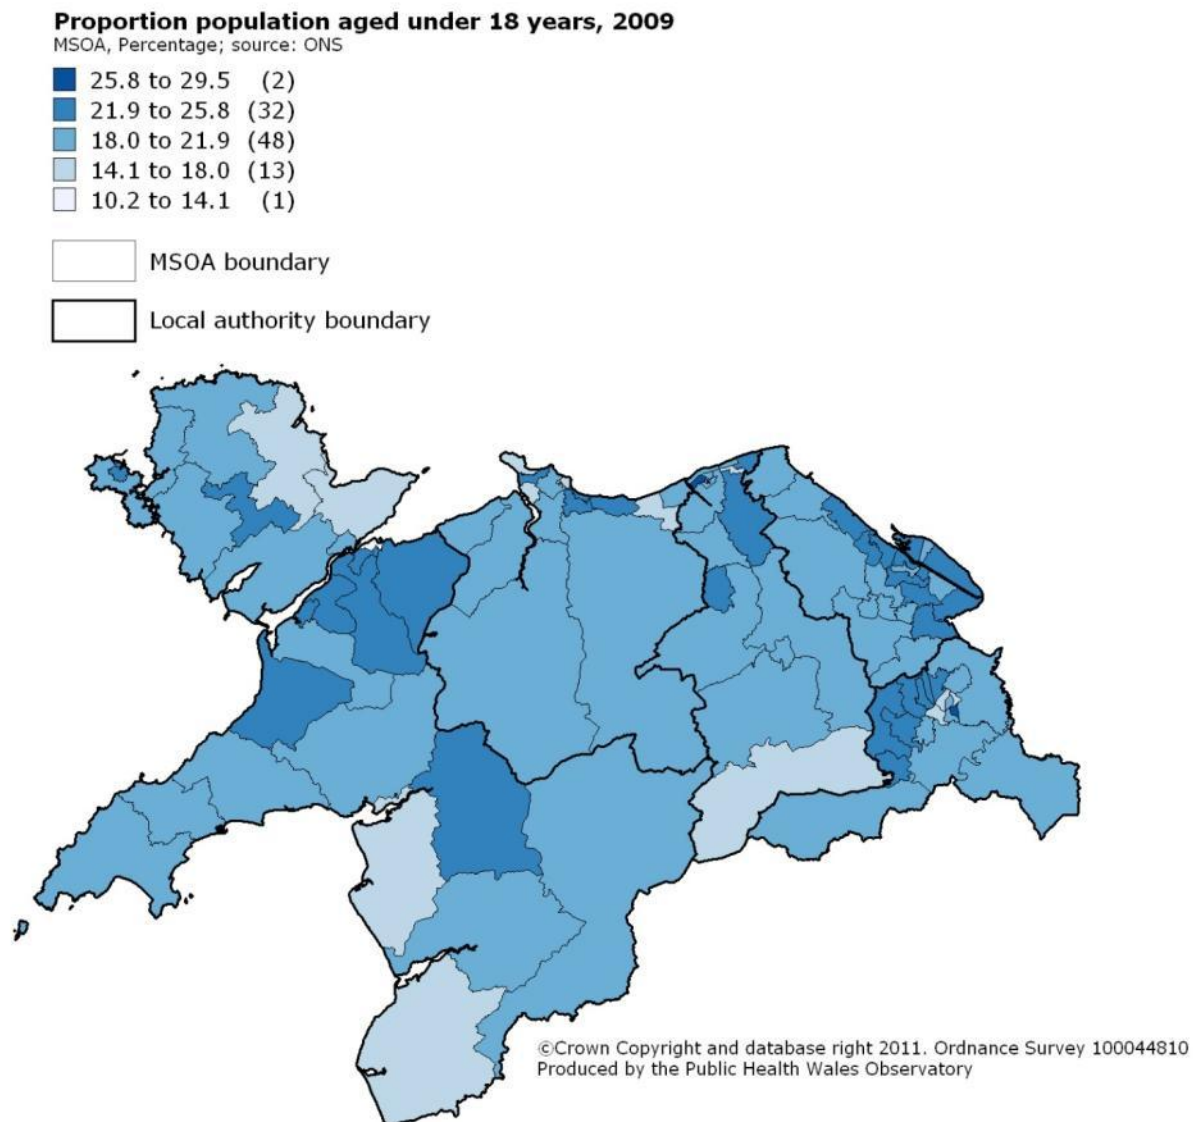 Proportion population aged under 18 years, 2009
MSOA, Percentage; source: ONS
25.8 to 29.5 (2)
21.9 to 25.8 (32)
18.0 to 21.9 (48)
14.1 to 18.0 (13)
10.2 to 14.1 (1)
MSOA boundary
Local authority boundary
©Crown Copyright and database right 2011. Ordnance Survey 100044810
Produced by the Public Health Wales Observatory